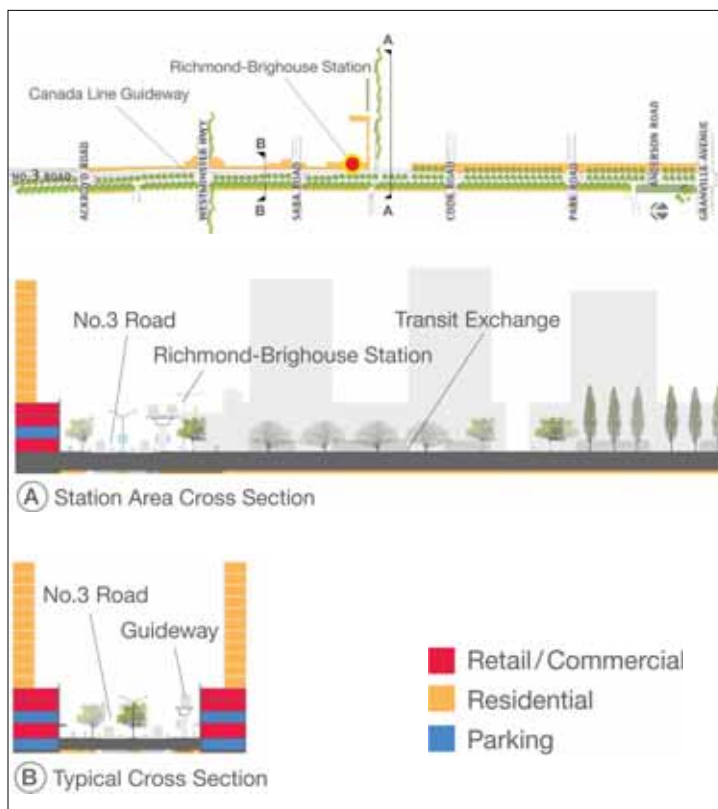 A
Richmond-Brighouse Station
Canada Line Guideway
B
NO.3 ROAD
ACKROYD ROAD
WESTMINSTER HWY
SABA ROAD
COOK ROAD
PARK ROAD
ANDERSON ROAD
GRANVILLE AVENUE
B
A
No.3 Road
Transit Exchange
Richmond-Brighouse Station
A Station Area Cross Section
No.3 Road
Guideway
Retail/Commercial
Residential
Parking
B Typical Cross Section